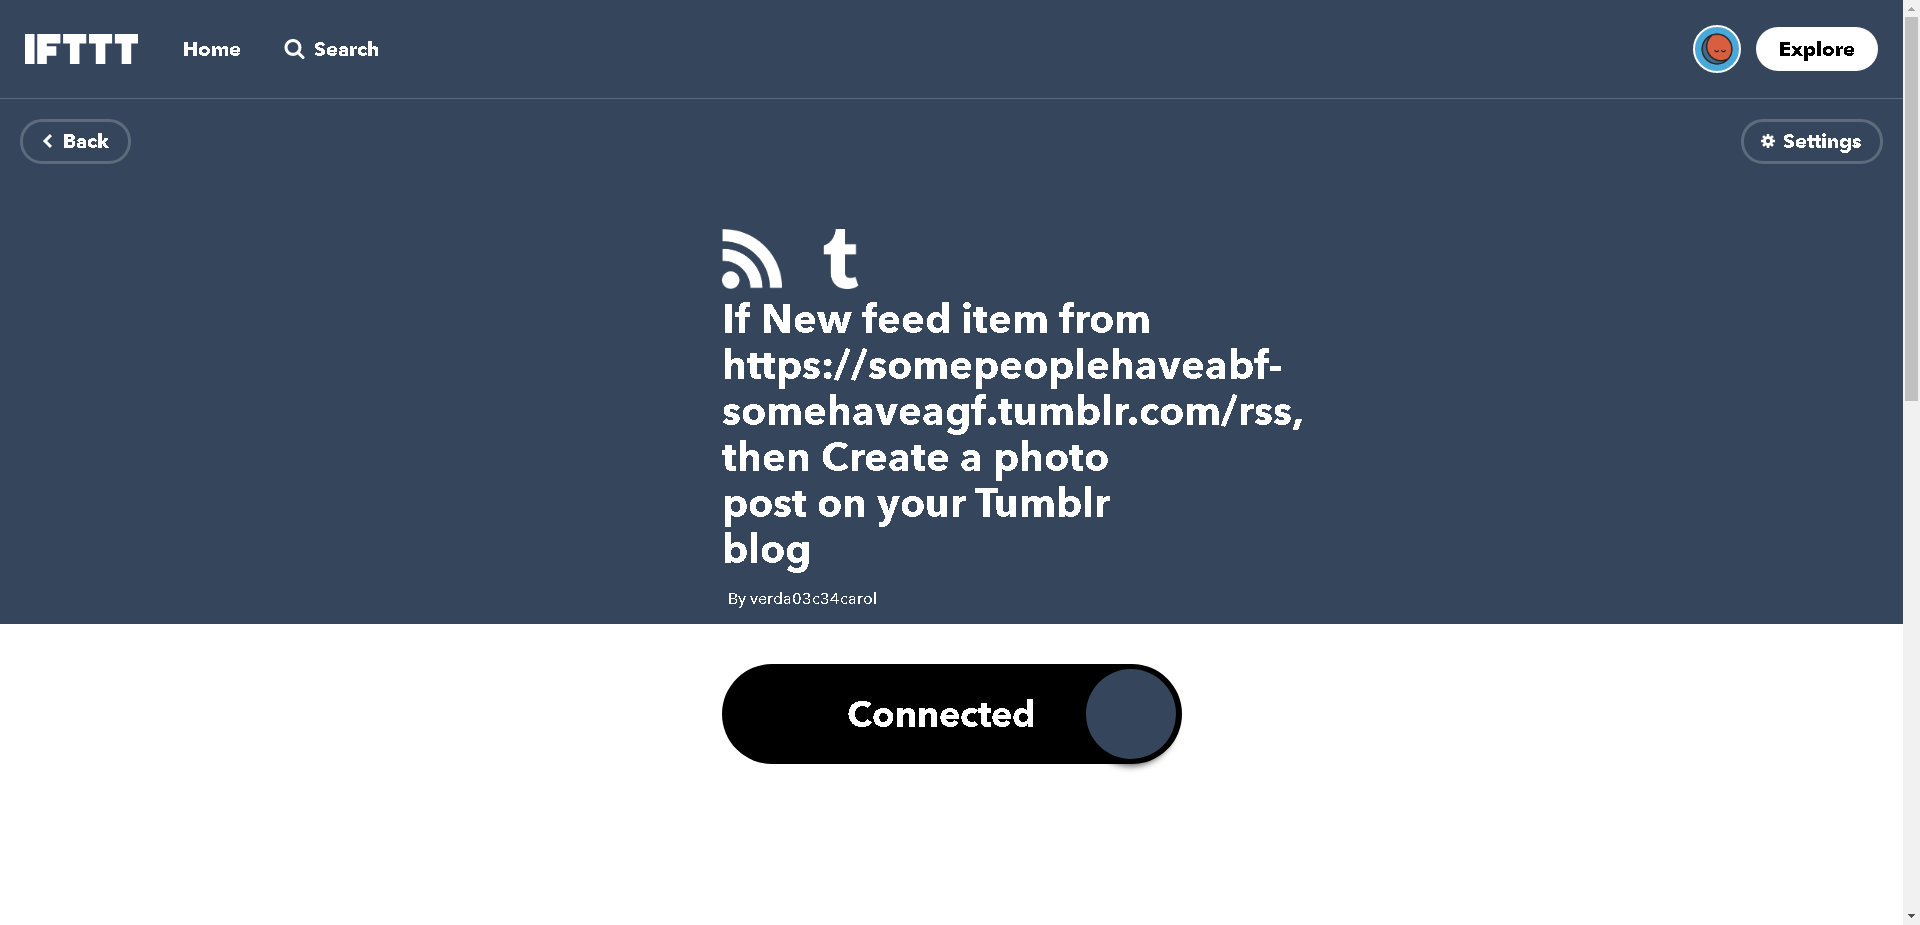 IFTTT
Home
Search
Explore
Back
Settings
If New feed item from
https://somepeoplehaveabf-
somehaveagf.tumblr.com/rss,
then Create a photo
post on your Tumblr
blog
By verda03c34carol
Connected